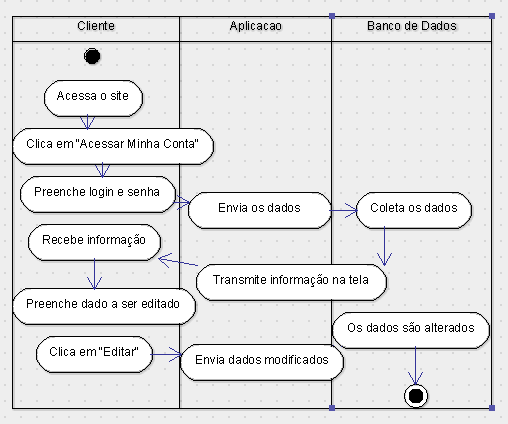 Cliente
Aplicacao
Banco de Dados
Acessa o site
Clica em "Acessar Minha Conta"
Preenche login e senha
Envia os dados
Coleta os dados
Recebe informação
Transmite informação na tela
Preenche dado a ser editado
Os dados são alterados
Clica em "Editar"
Envia dados modificados